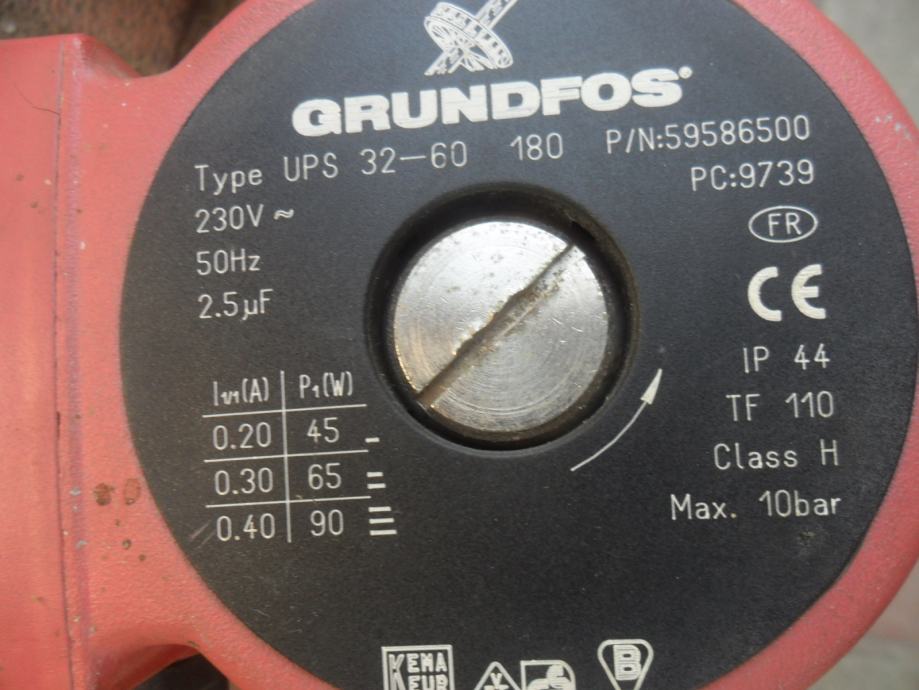 GRUNDFOS
Type UPS 32-60 180 P/N:59586500
PC:9739
230V ~
FR
50Hz
CE
2.5µF
IP 44
I₁/₁(A) P₁(W)
TF 110
0.20 45
Class H
0.30 65
Max. 10bar
0.40 90
KEMA
EUR
B